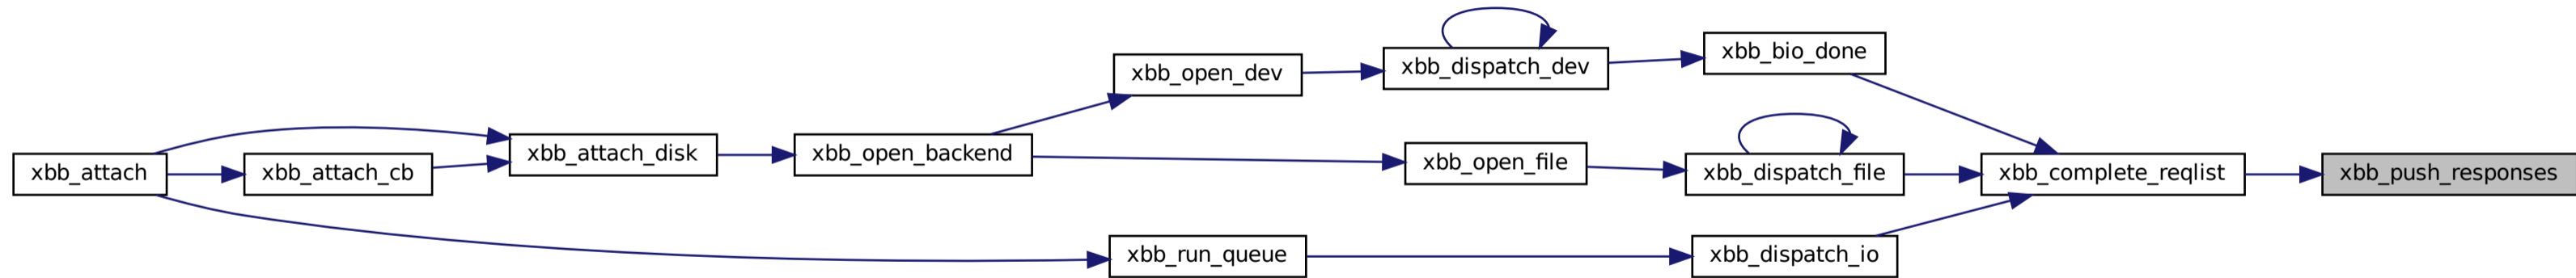 xbb_bio_done
xbb_dispatch_dev
xbb_open_dev
xbb_attach_disk
xbb_open_backend
xbb_open_file
xbb_attach
xbb_attach_cb
xbb_dispatch_file
xbb_complete_reqlist
xbb_push_responses
xbb_run_queue
xbb_dispatch_io